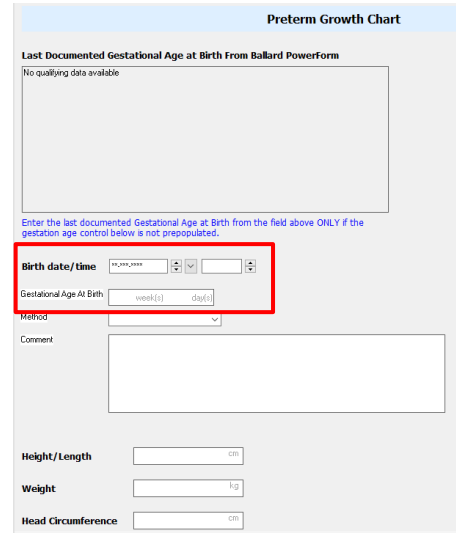 Preterm Growth Chart
Last Documented Gestational Age at Birth From Ballard PowerForm
No qualifying data available
Enter the last documented Gestational Age at Birth from the field above ONLY if the
gestation age control below is not prepopulated.
Birth date/time **.***.****
Gestational Age At Birth week(s) day(s)
Method
Comment
Height/Length cm
Weight kg
Head Circumference cm